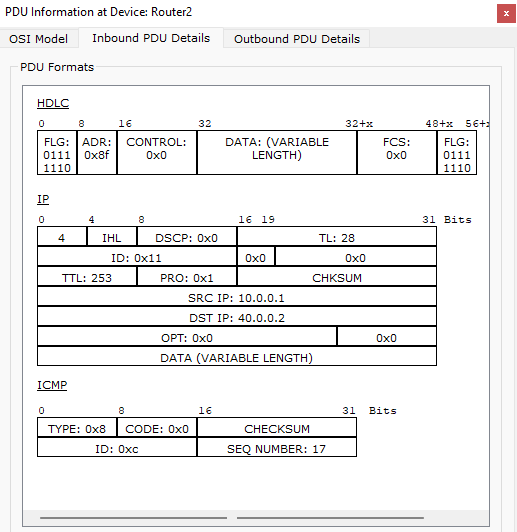 PDU Information at Device: Router2
x
OSI Model Inbound PDU Details Outbound PDU Details
PDU Formats
HDLC
0 8 16 32 32+x 48+x 56+x
FLG: ADR: CONTROL: DATA: (VARIABLE FCS: FLG:
0111 0x8f 0x0 LENGTH) 0x0 0111
1110 1110
IP
0 4 8 16 19 31 Bits
4 IHL DSCP: 0x0 TL: 28
ID: 0x11 0x0 0x0
TTL: 253 PRO: 0x1 CHKSUM
SRC IP: 10.0.0.1
DST IP: 40.0.0.2
OPT: 0x0 0x0
DATA (VARIABLE LENGTH)
ICMP
0 8 16 31 Bits
TYPE: 0x8 CODE: 0x0 CHECKSUM
ID: 0xc SEQ NUMBER: 17